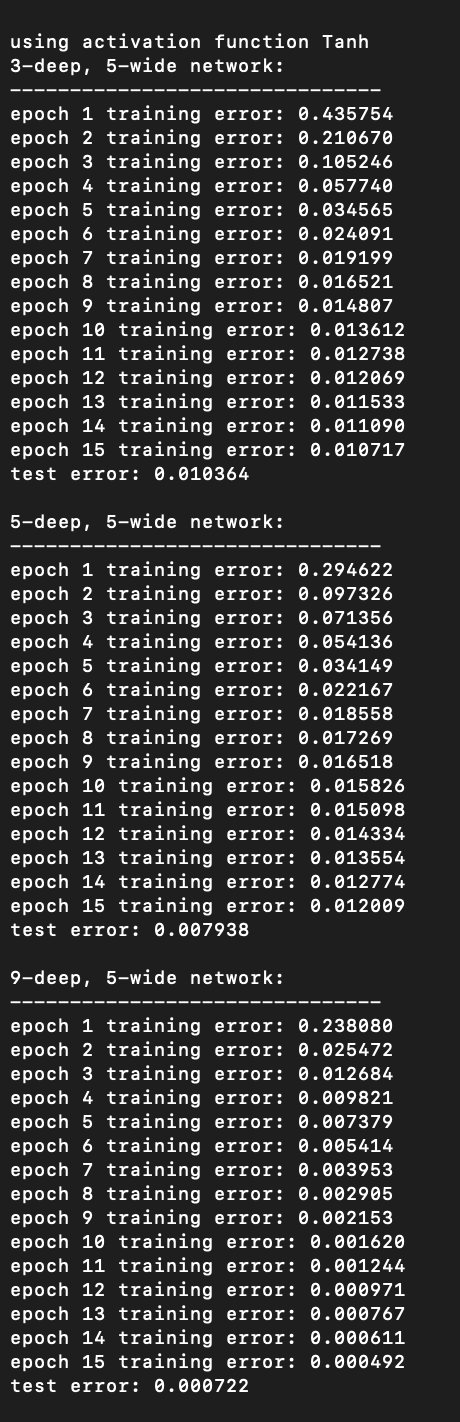 using activation function Tanh
3-deep, 5-wide network:
-------------------------------
epoch 1 training error: 0.435754
epoch 2 training error: 0.210670
epoch 3 training error: 0.105246
epoch 4 training error: 0.057740
epoch 5 training error: 0.034565
epoch 6 training error: 0.024091
epoch 7 training error: 0.019199
epoch 8 training error: 0.016521
epoch 9 training error: 0.014807
epoch 10 training error: 0.013612
epoch 11 training error: 0.012738
epoch 12 training error: 0.012069
epoch 13 training error: 0.011533
epoch 14 training error: 0.011090
epoch 15 training error: 0.010717
test error: 0.010364
5-deep, 5-wide network:
-------------------------------
epoch 1 training error: 0.294622
epoch 2 training error: 0.097326
epoch 3 training error: 0.071356
epoch 4 training error: 0.054136
epoch 5 training error: 0.034149
epoch 6 training error: 0.022167
epoch 7 training error: 0.018558
epoch 8 training error: 0.017269
epoch 9 training error: 0.016518
epoch 10 training error: 0.015826
epoch 11 training error: 0.015098
epoch 12 training error: 0.014334
epoch 13 training error: 0.013554
epoch 14 training error: 0.012774
epoch 15 training error: 0.012009
test error: 0.007938
9-deep, 5-wide network:
-------------------------------
epoch 1 training error: 0.238080
epoch 2 training error: 0.025472
epoch 3 training error: 0.012684
epoch 4 training error: 0.009821
epoch 5 training error: 0.007379
epoch 6 training error: 0.005414
epoch 7 training error: 0.003953
epoch 8 training error: 0.002905
epoch 9 training error: 0.002153
epoch 10 training error: 0.001620
epoch 11 training error: 0.001244
epoch 12 training error: 0.000971
epoch 13 training error: 0.000767
epoch 14 training error: 0.000611
epoch 15 training error: 0.000492
test error: 0.000722